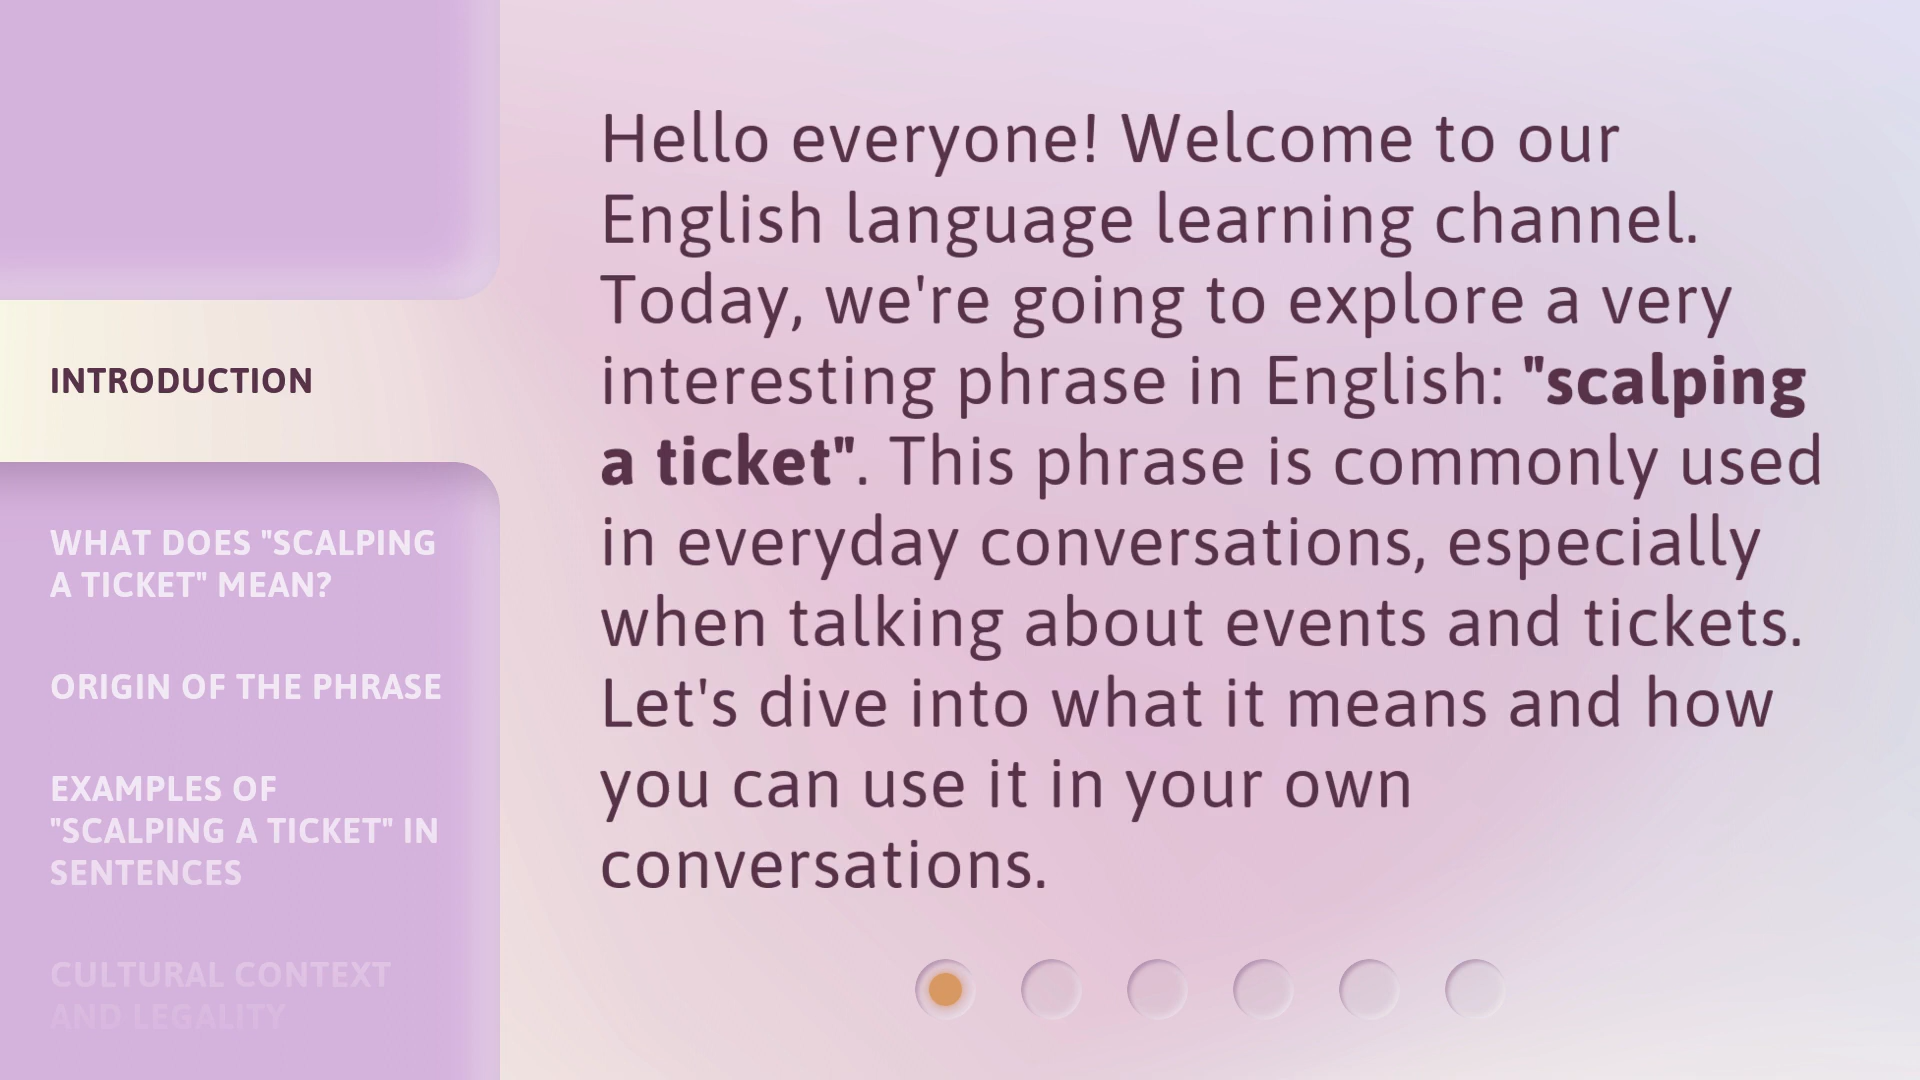 INTRODUCTION
WHAT DOES "SCALPING
A TICKET" MEAN?
ORIGIN OF THE PHRASE
EXAMPLES OF
"SCALPING A TICKET" IN
SENTENCES
CULTURAL CONTEXT
AND LEGALITY
Hello everyone! Welcome to our
English language learning channel.
Today, we're going to explore a very
interesting phrase in English: "scalping
a ticket". This phrase is commonly used
in everyday conversations, especially
when talking about events and tickets.
Let's dive into what it means and how
you can use it in your own
conversations.